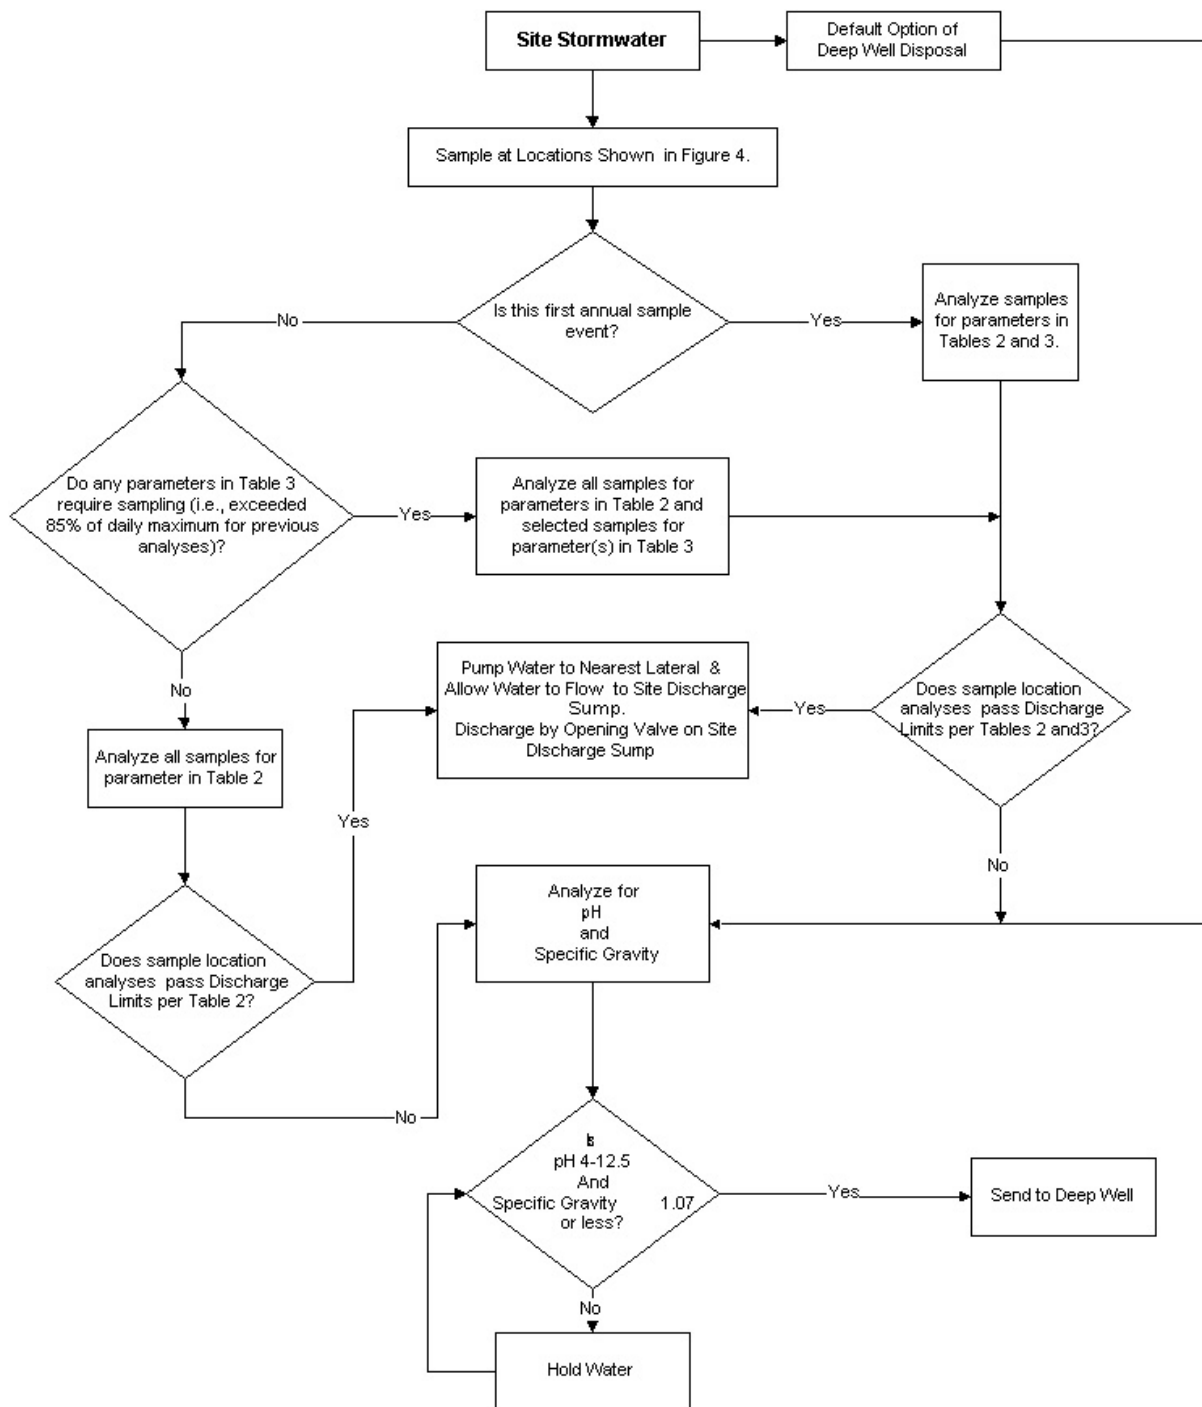 Site Stormwater
Default Option of
Deep Well Disposal
Sample at Locations Shown in Figure 4.
Is this first annual sample
event?
No
Yes
Analyze samples
for parameters in
Tables 2 and 3.
Do any parameters in Table 3
require sampling (i.e., exceeded
85% of daily maximum for previous
analyses)?
Yes
Analyze all samples for
parameters in Table 2 and
selected samples for
parameter(s) in Table 3
No
Pump Water to Nearest Lateral &
Allow Water to Flow to Site Discharge
Sump.
Discharge by Opening Valve on Site
DIscharge Sump
Yes
Does sample location
analyses pass Discharge
Limits per Tables 2 and3?
Analyze all samples for
parameter in Table 2
Yes
No
Analyze for
pH
and
Specific Gravity
Does sample location
analyses pass Discharge
Limits per Table 2?
No
Is
pH 4-12.5
And
Specific Gravity 1.07
or less?
Yes
Send to Deep Well
No
Hold Water